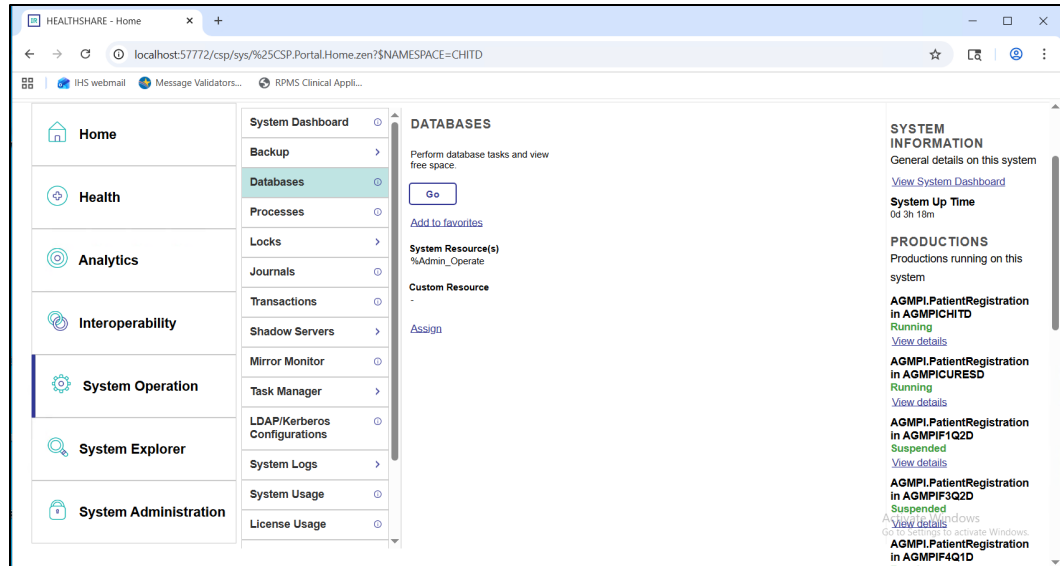 HEALTHSHARE - Home
localhost:57772/csp/sys/%25CSP.Portal.Home.zen?$NAMESPACE=CHITD
IHS webmail
Message Validators...
RPMS Clinical Appli...
Home
Health
Analytics
Interoperability
System Operation
System Explorer
System Administration
System Dashboard
Backup
Databases
Processes
Locks
Journals
Transactions
Shadow Servers
Mirror Monitor
Task Manager
LDAP/Kerberos
Configurations
System Logs
System Usage
License Usage
DATABASES
Perform database tasks and view
free space.
Go
Add to favorites
System Resource(s)
%Admin_Operate
Custom Resource
-
Assign
SYSTEM
INFORMATION
General details on this system
View System Dashboard
System Up Time
0d 3h 18m
PRODUCTIONS
Productions running on this
system
AGMPI.PatientRegistration
in AGMPICHITD
Running
View details
AGMPI.PatientRegistration
in AGMPICURESD
Running
View details
AGMPI.PatientRegistration
in AGMPIF1Q2D
Suspended
View details
AGMPI.PatientRegistration
in AGMPIF3Q2D
Suspended
View details
Activate Windows
Go to Settings to activate Windows.
AGMPI.PatientRegistration
in AGMPIF4Q1D